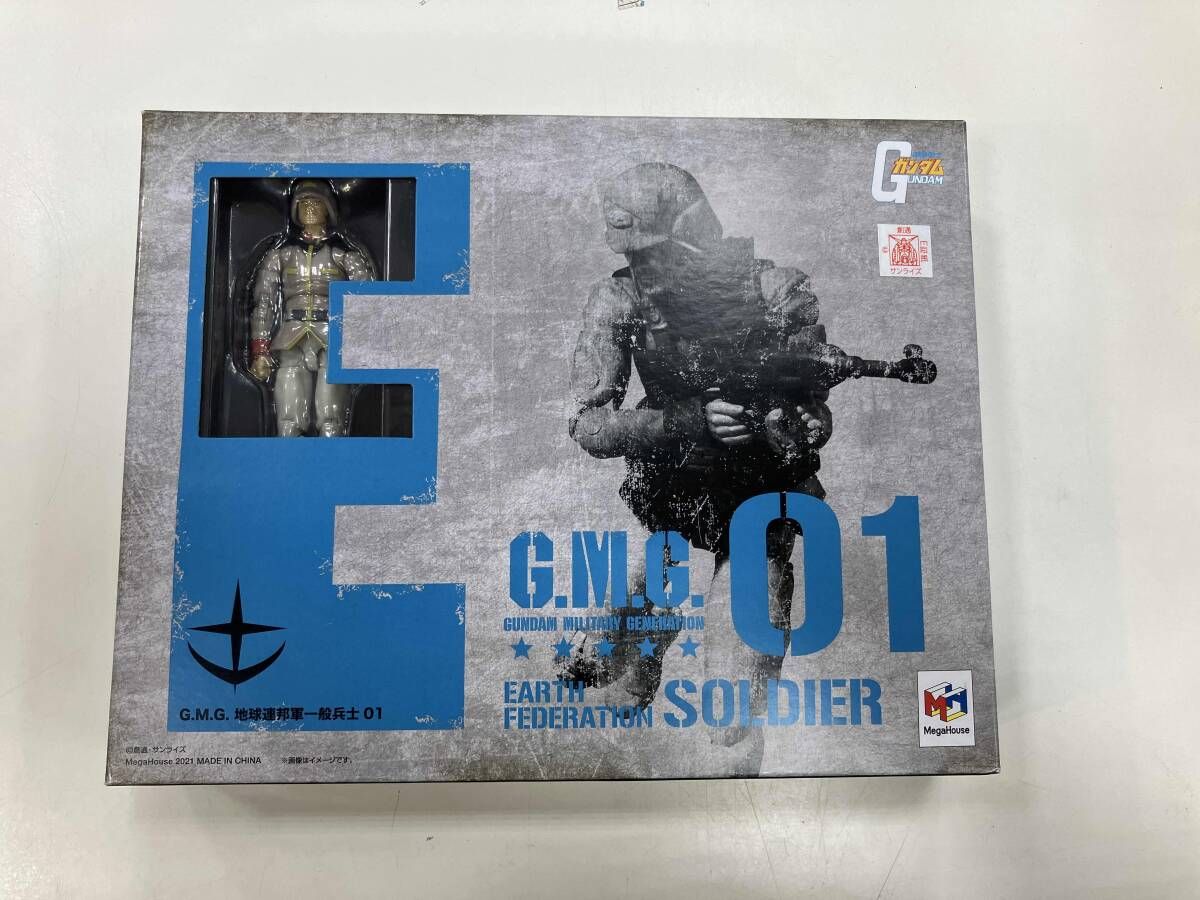 ガンダム
GUNDAM
創通
サンライズ
G.M.G. 01
GUNDAM MILITARY GENERATION
EARTH
FEDERATION SOLDIER
G.M.G. 地球連邦軍一般兵士 01
©創通・サンライズ
MegaHouse 2021 MADE IN CHINA ※画像はイメージです。
MegaHouse